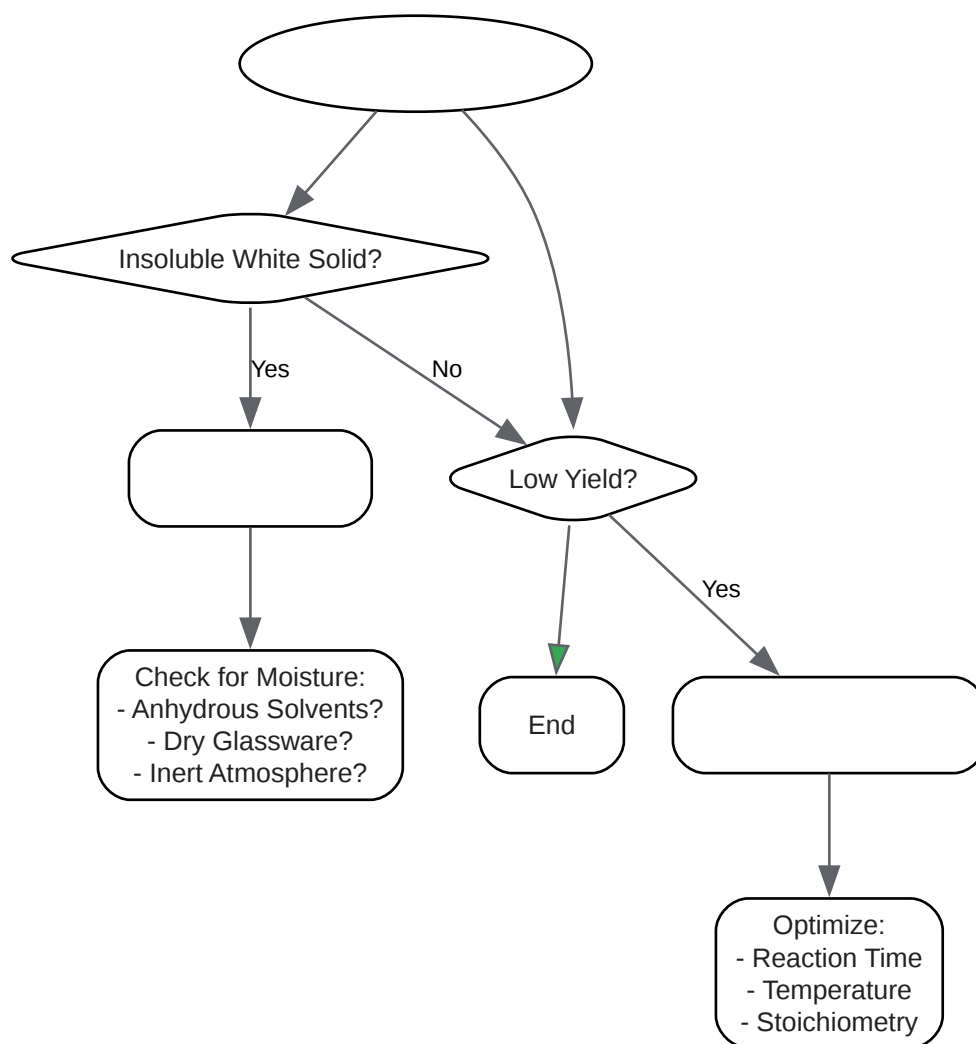 Insoluble White Solid?
Yes
No
Low Yield?
Yes
Check for Moisture:
- Anhydrous Solvents?
- Dry Glassware?
- Inert Atmosphere?
End
Optimize:
- Reaction Time
- Temperature
- Stoichiometry